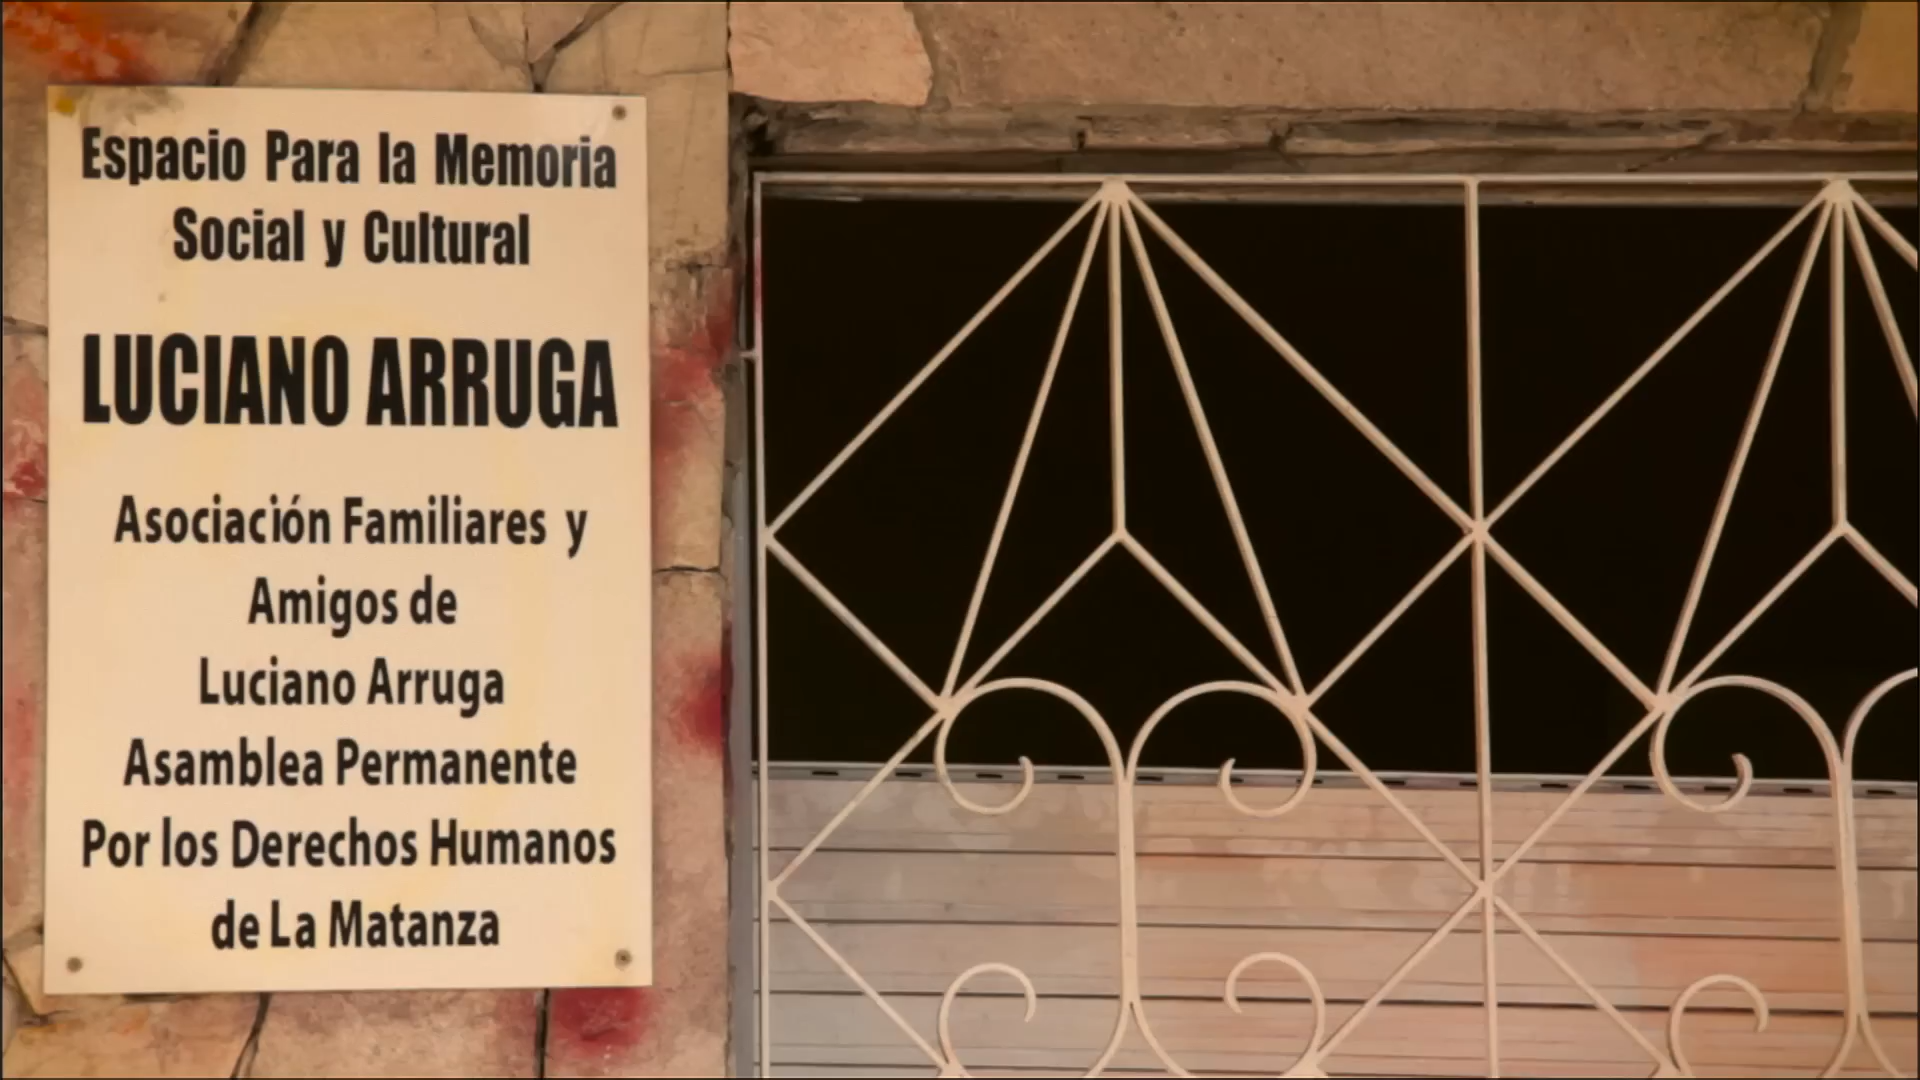 Espacio Para la Memoria
Social y Cultural
LUCIANO ARRUGA
Asociación Familiares y
Amigos de
Luciano Arruga
Asamblea Permanente
Por los Derechos Humanos
de La Matanza